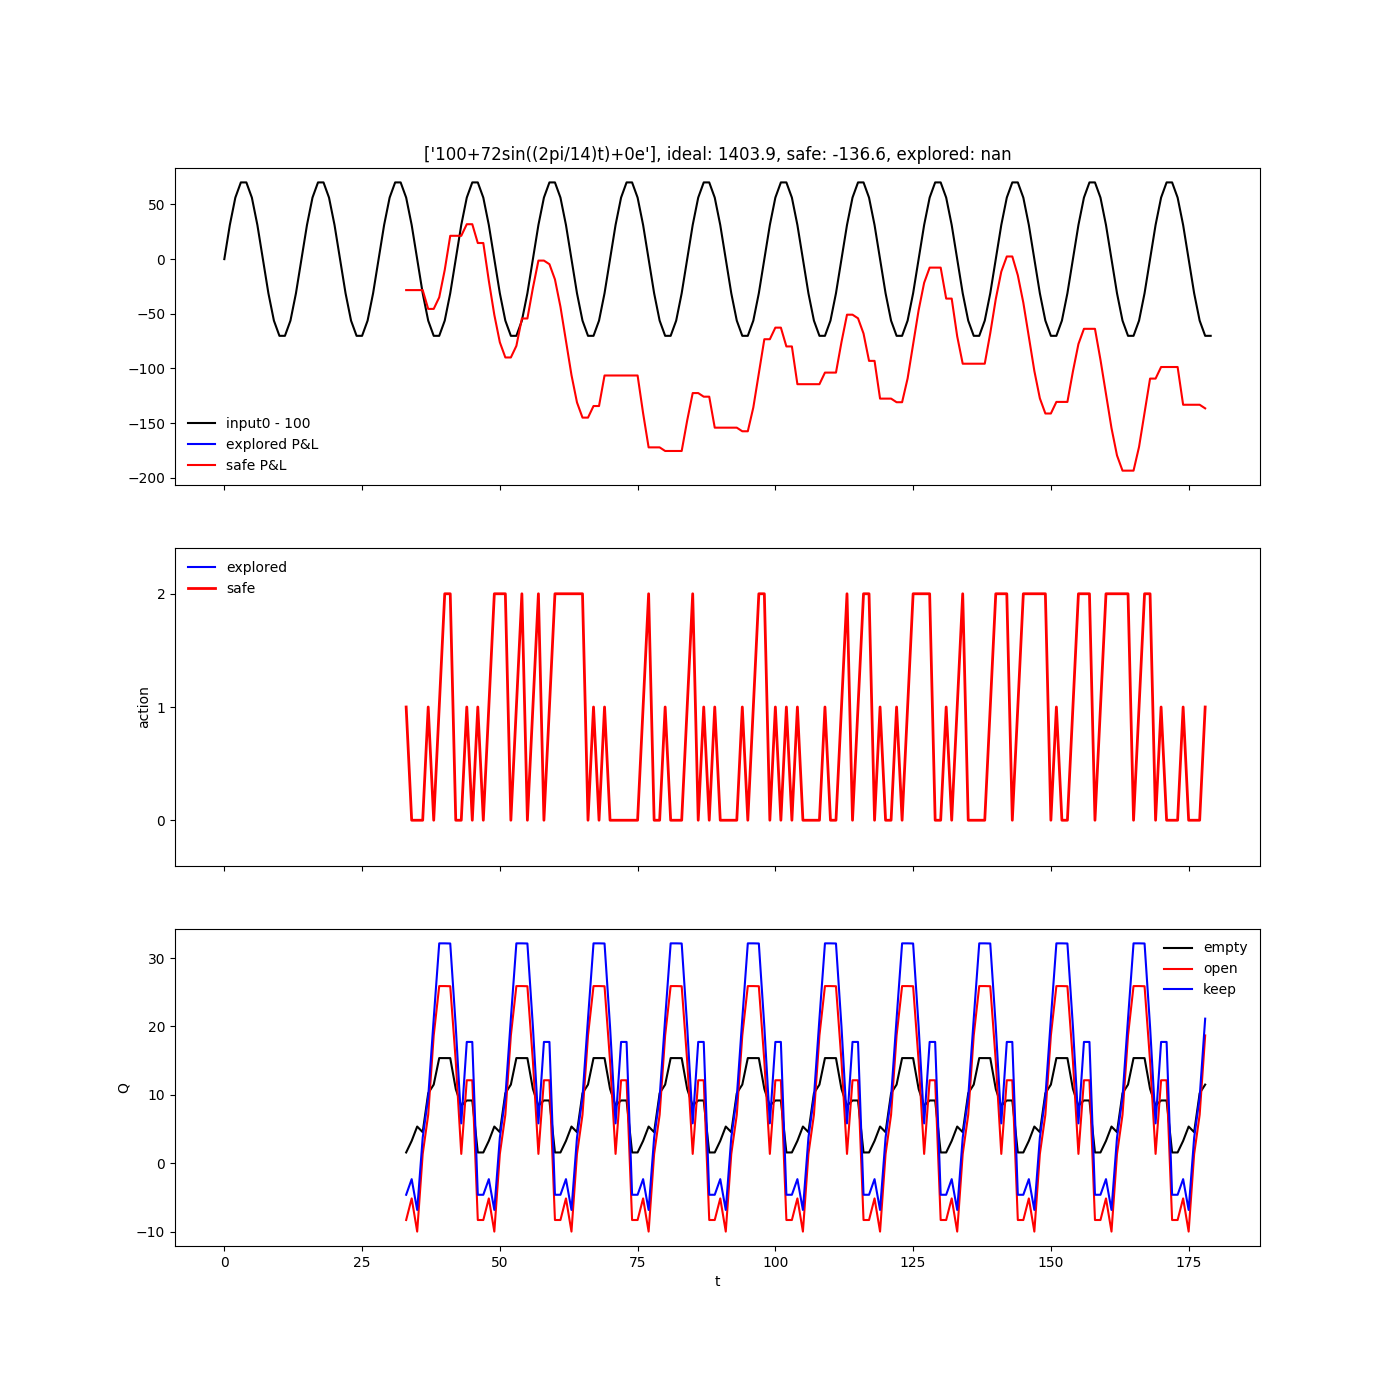 ['100+72sin((2pi/14)t)+0e'], ideal: 1403.9, safe: -136.6, explored: nan
50
0
−50
−100
−150
−200
input0 - 100
explored P&L
safe P&L
explored
safe
2
1
0
action
empty
open
keep
30
20
10
0
−10
Q
0 25 50 75 100 125 150 175
t